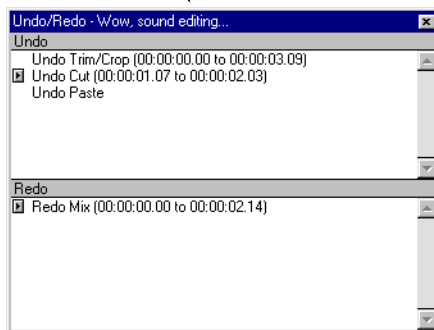 Undo/Redo - Wow, sound editing...
Undo
Undo Trim/Crop (00:00:00.00 to 00:00:03.09)
Undo Cut (00:00:01.07 to 00:00:02.03)
Undo Paste
Redo
Redo Mix (00:00:00.00 to 00:00:02.14)